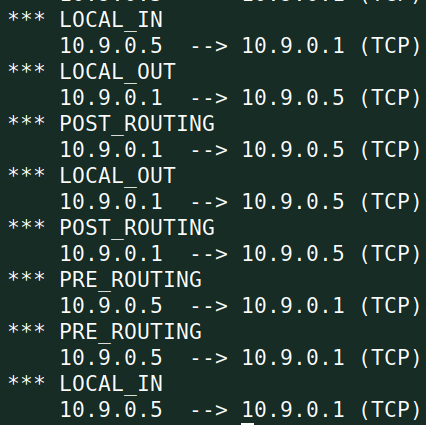 *** LOCAL_IN
10.9.0.5 --> 10.9.0.1 (TCP)
*** LOCAL_OUT
10.9.0.1 --> 10.9.0.5 (TCP)
*** POST_ROUTING
10.9.0.1 --> 10.9.0.5 (TCP)
*** LOCAL_OUT
10.9.0.1 --> 10.9.0.5 (TCP)
*** POST_ROUTING
10.9.0.1 --> 10.9.0.5 (TCP)
*** PRE_ROUTING
10.9.0.5 --> 10.9.0.1 (TCP)
*** PRE_ROUTING
10.9.0.5 --> 10.9.0.1 (TCP)
*** LOCAL_IN
10.9.0.5 --> 10.9.0.1 (TCP)